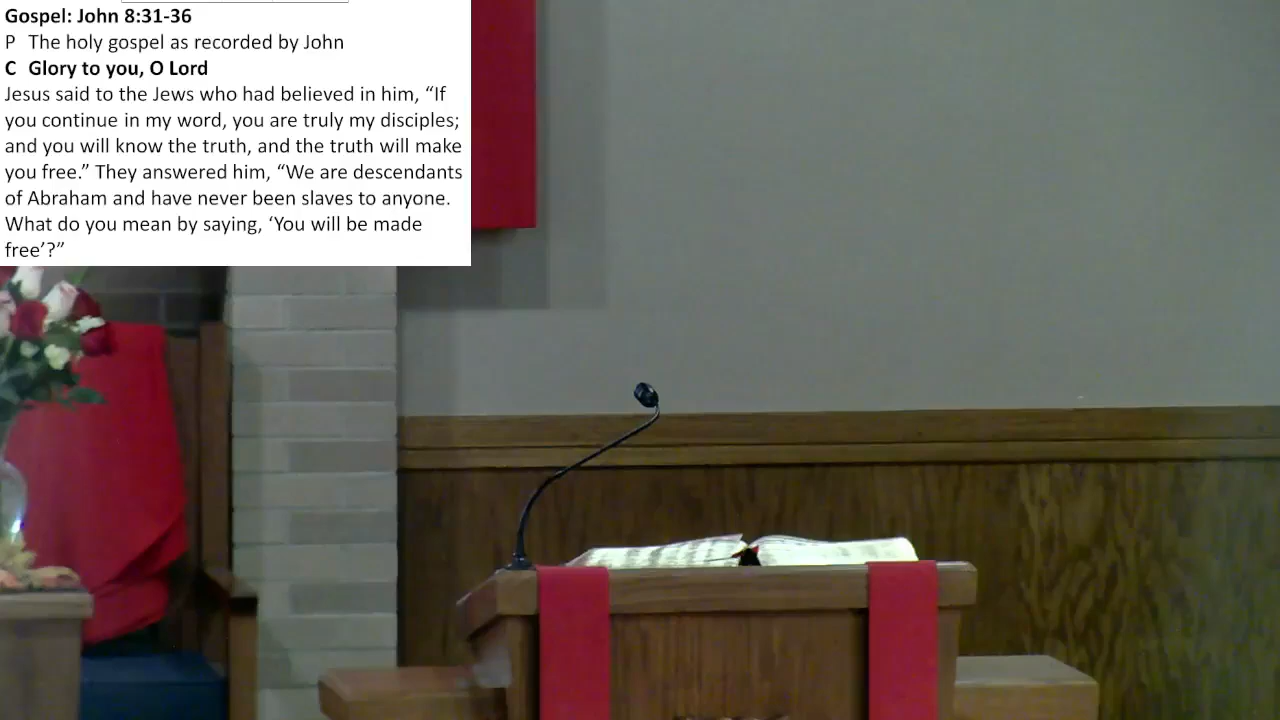 Gospel: John 8:31-36
P The holy gospel as recorded by John
C Glory to you, O Lord
Jesus said to the Jews who had believed in him, “If
you continue in my word, you are truly my disciples;
and you will know the truth, and the truth will make
you free.” They answered him, “We are descendants
of Abraham and have never been slaves to anyone.
What do you mean by saying, ‘You will be made
free’?”